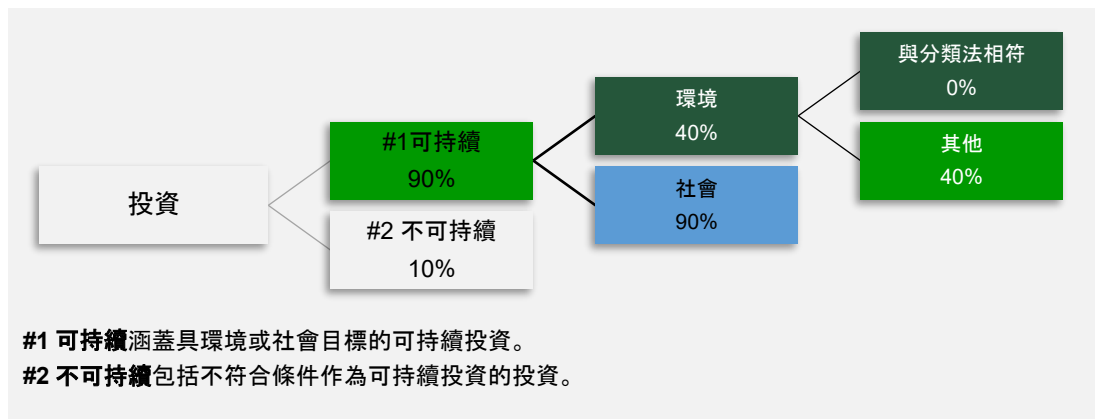 投資
#1可持續
90%
#2 不可持續
10%
環境
40%
社會
90%
與分類法相符
0%
其他
40%
#1 可持續涵蓋具環境或社會目標的可持續投資。
#2 不可持續包括不符合條件作為可持續投資的投資。